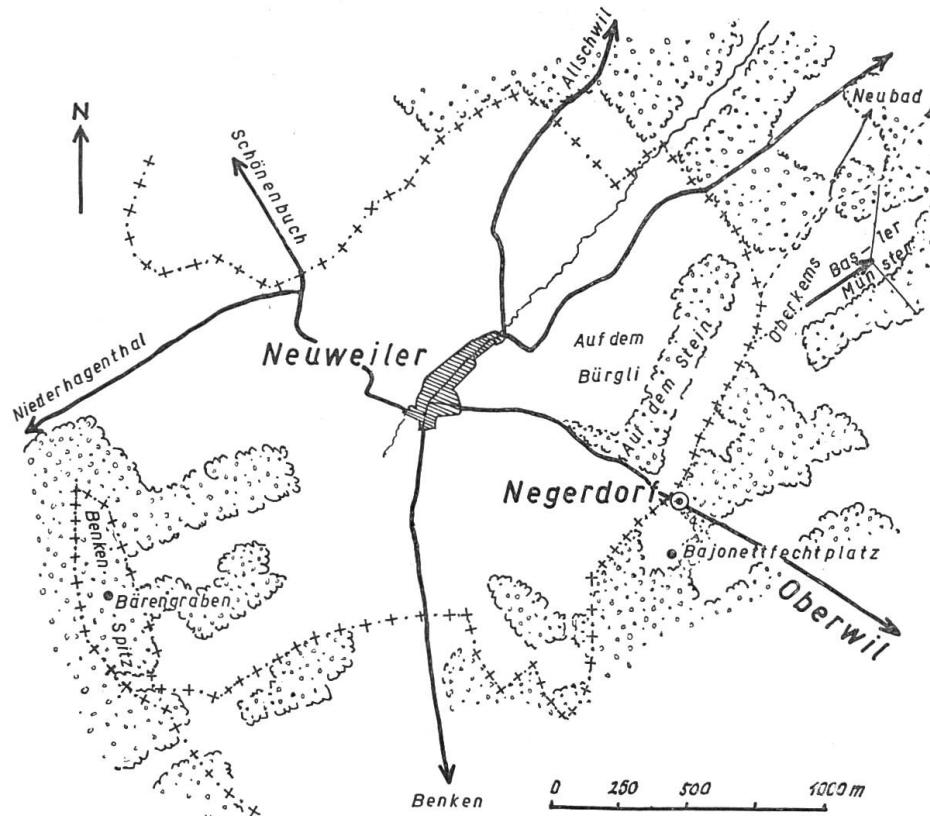 Allschwil
Neubad
N
Schönenbuch
Oberkems
Basler
Münster
Auf dem
Bürgli
Auf dem Stein
Neuweiler
Niederhagenthal
Negerdorf
Benken Spitz
Bajonettfechtplatz
Bärengraben
Oberwil
Benken
0 250 500 1000 m